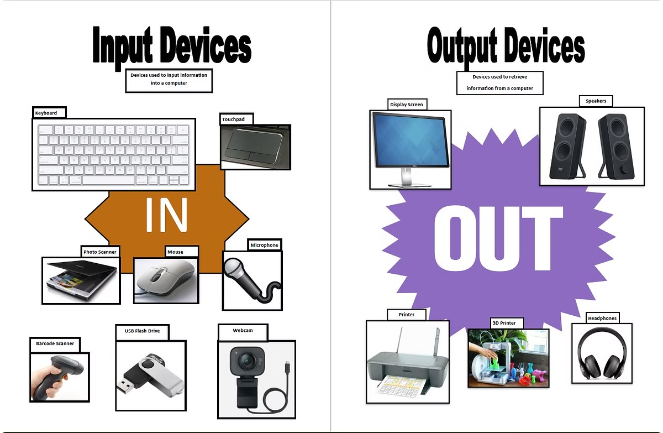 Input Devices
Devices used to input information
into a computer
Keyboard
Touchpad
IN
Photo Scanner
Mouse
Microphone
Barcode Scanner
USB Flash Drive
Webcam
Output Devices
Devices used to retrieve
information from a computer
Display Screen
Speakers
OUT
Printer
3D Printer
Headphones